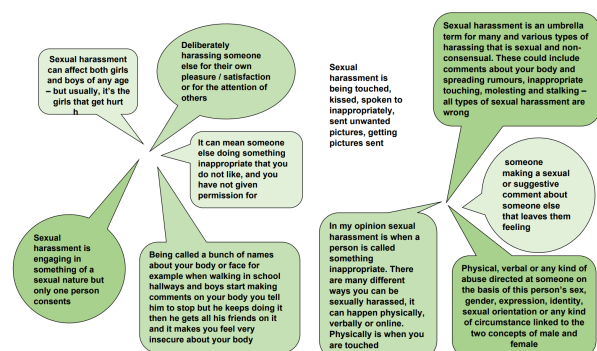 Sexual harassment
can affect both girls
and boys of any age
– but usually, it's the
girls that get hurt
h
Deliberately
harassing someone
else for their own
pleasure / satisfaction
or for the attention of
others
It can mean someone
else doing something
inappropriate that you
do not like, and you
have not given
permission for
Sexual
harassment is
engaging in
something of a
sexual nature but
only one person
consents
Being called a bunch of names
about your body or face for
example when walking in school
hallways and boys start making
comments on your body you tell
him to stop but he keeps doing it
then he gets all his friends on it
and it makes you feel very
insecure about your body
Sexual
harassment is
being touched,
kissed, spoken to
inappropriately,
sent unwanted
pictures, getting
pictures sent
Sexual harassment is an umbrella
term for many and various types of
harassing that is sexual and non-
consensual. These could include
comments about your body and
spreading rumours, inappropriate
touching, molesting and stalking –
all types of sexual harassment are
wrong
someone
making a sexual
or suggestive
comment about
someone else
that leaves them
feeling
In my opinion sexual
harassment is when a
person is called
something
inappropriate. There
are many different
ways you can be
sexually harassed, it
can happen physically,
verbally or online.
Physically is when you
are touched
Physical, verbal or any kind of
abuse directed at someone on
the basis of this person's sex,
gender, expression, identity,
sexual orientation or any kind
of circumstance linked to the
two concepts of male and
female